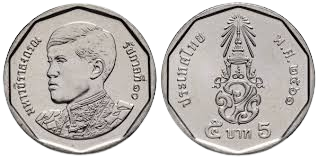 มหาวชิราลงกรณ
รัชกาลที่ ๑๐
ประเทศไทย
พ.ศ. ๒๕๖๑
๕ บาท 5